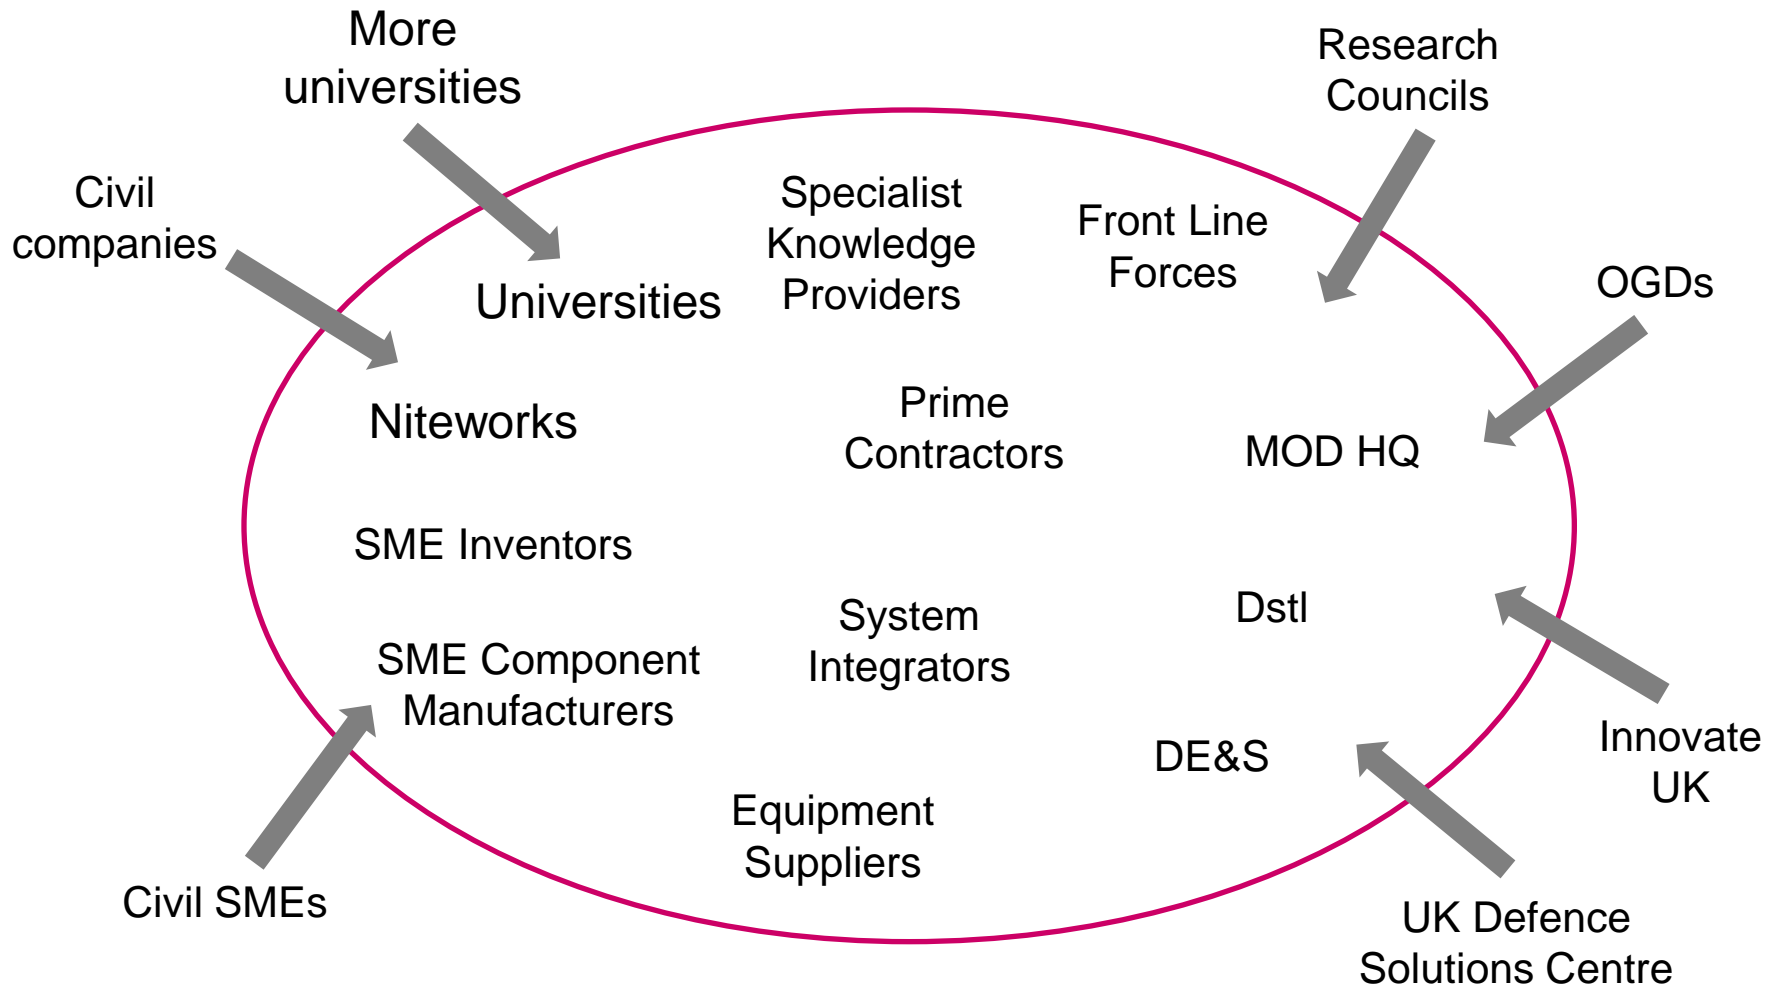 More
universities
Research
Councils
Civil
companies
Specialist
Knowledge
Providers
Front Line
Forces
OGDs
Universities
Niteworks
Prime
Contractors
MOD HQ
SME Inventors
System
Integrators
Dstl
SME Component
Manufacturers
DE&S
Innovate
UK
Equipment
Suppliers
Civil SMEs
UK Defence
Solutions Centre